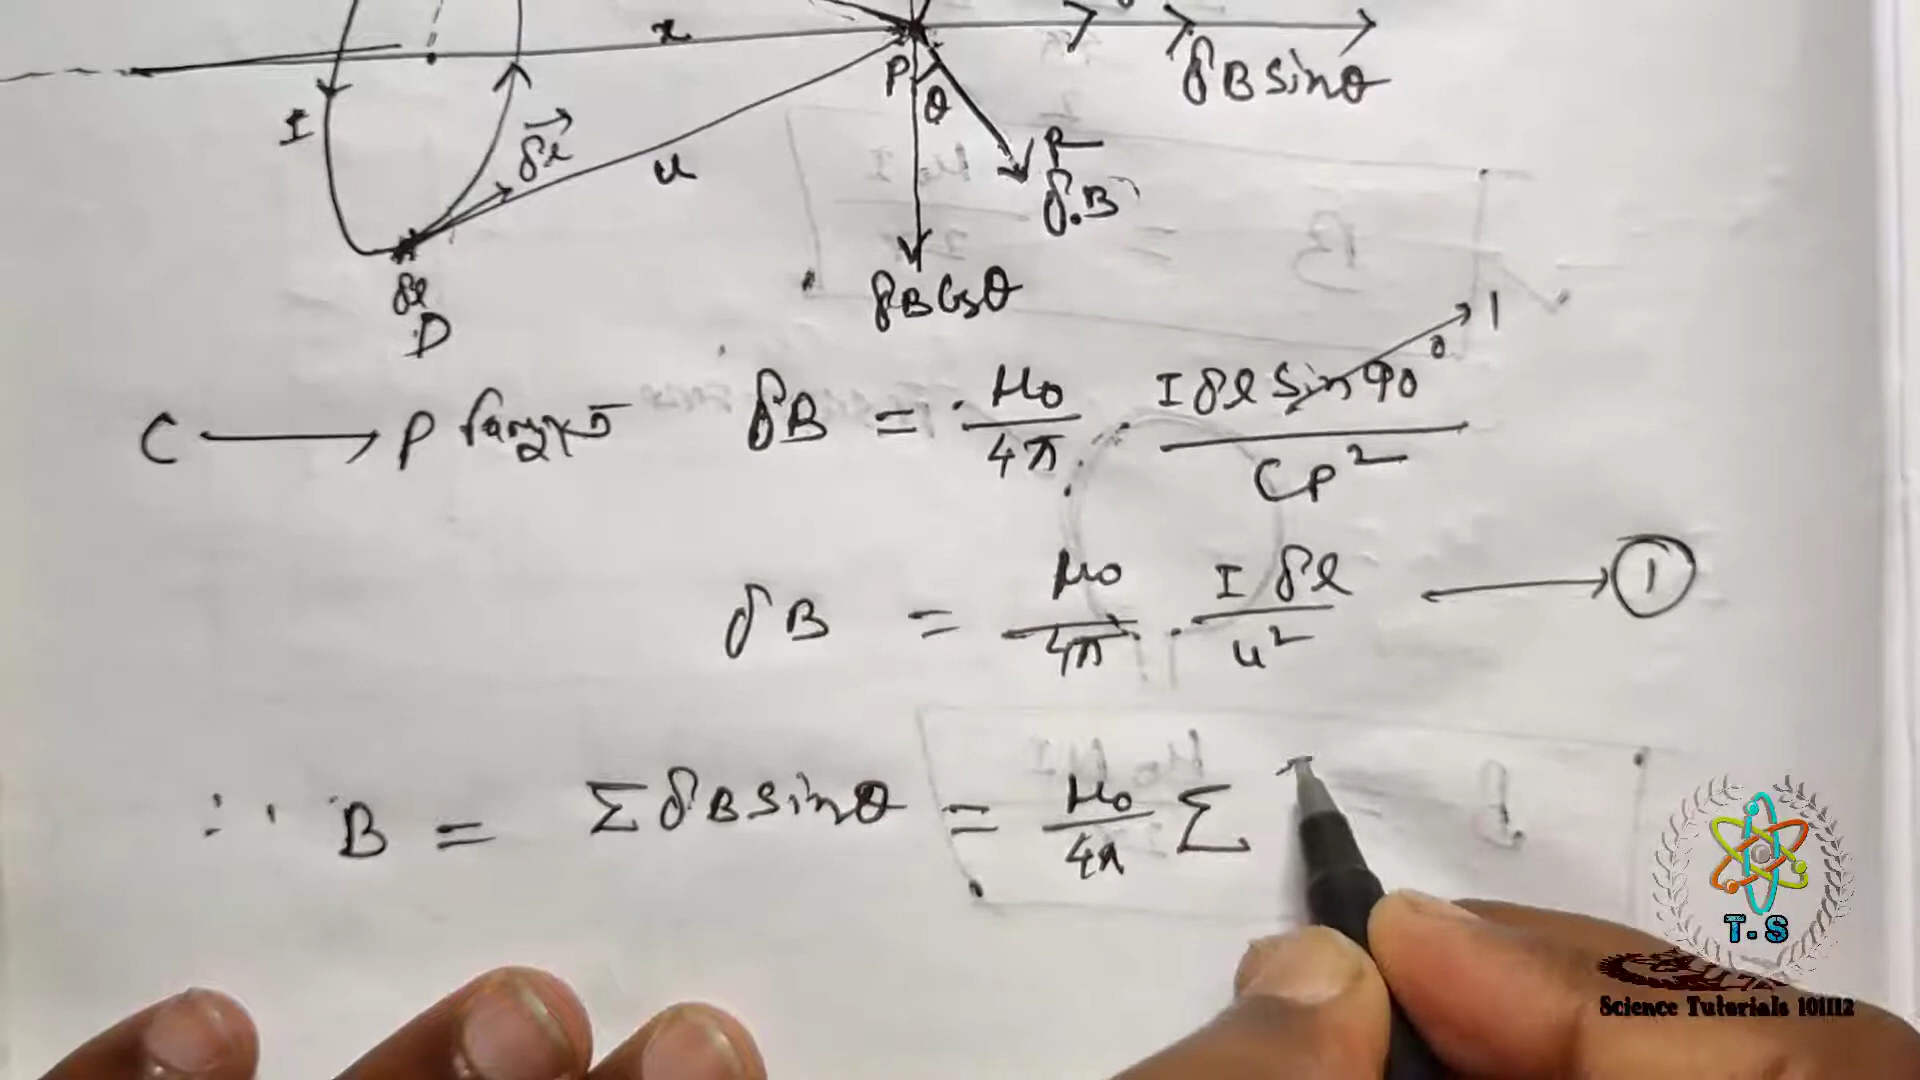 x
P
δB sinθ
I
δl
u
θ
δB
δB Cosθ
δl
D
C ⟶ P δB = μ₀/4π · I δl sin 90° / CP²
1
δB = μ₀/4π · I δl / u² ⟶ ①
∴ B = Σ δB sinθ = μ₀/4π Σ
T.S
Science Tutorials 101112